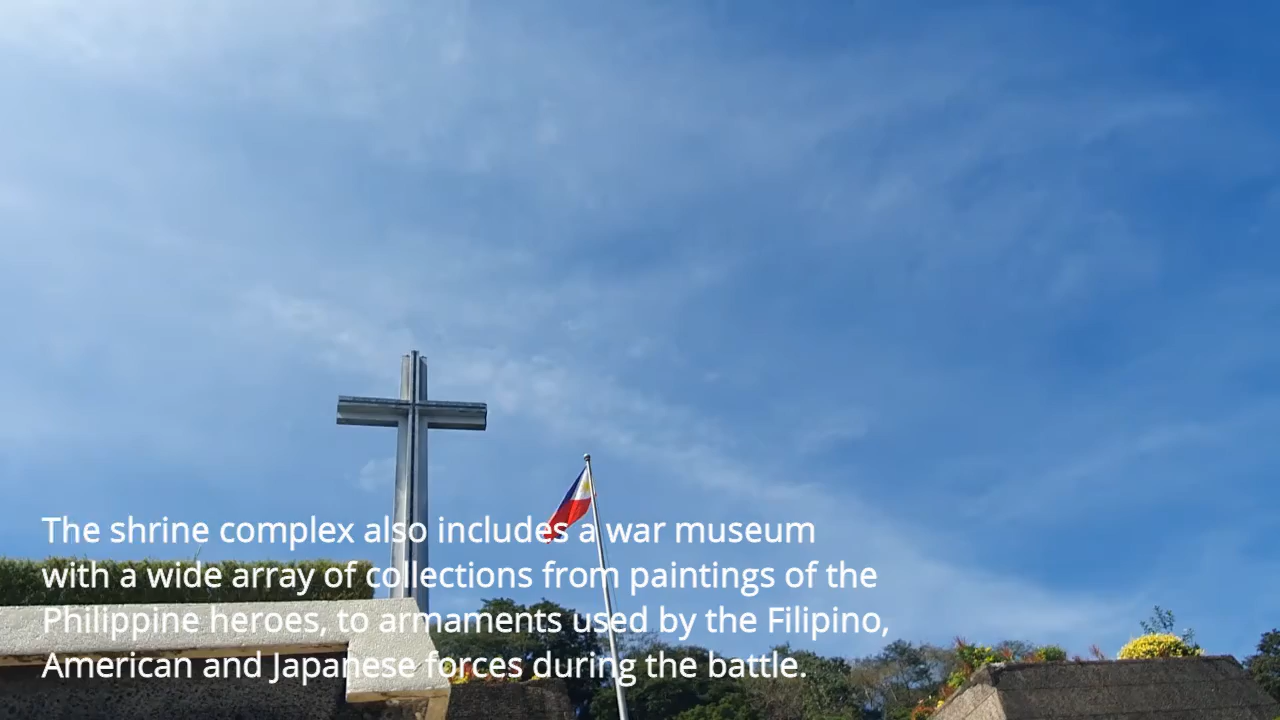 The shrine complex also includes a war museum
with a wide array of collections from paintings of the
Philippine heroes, to armaments used by the Filipino,
American and Japanese forces during the battle.